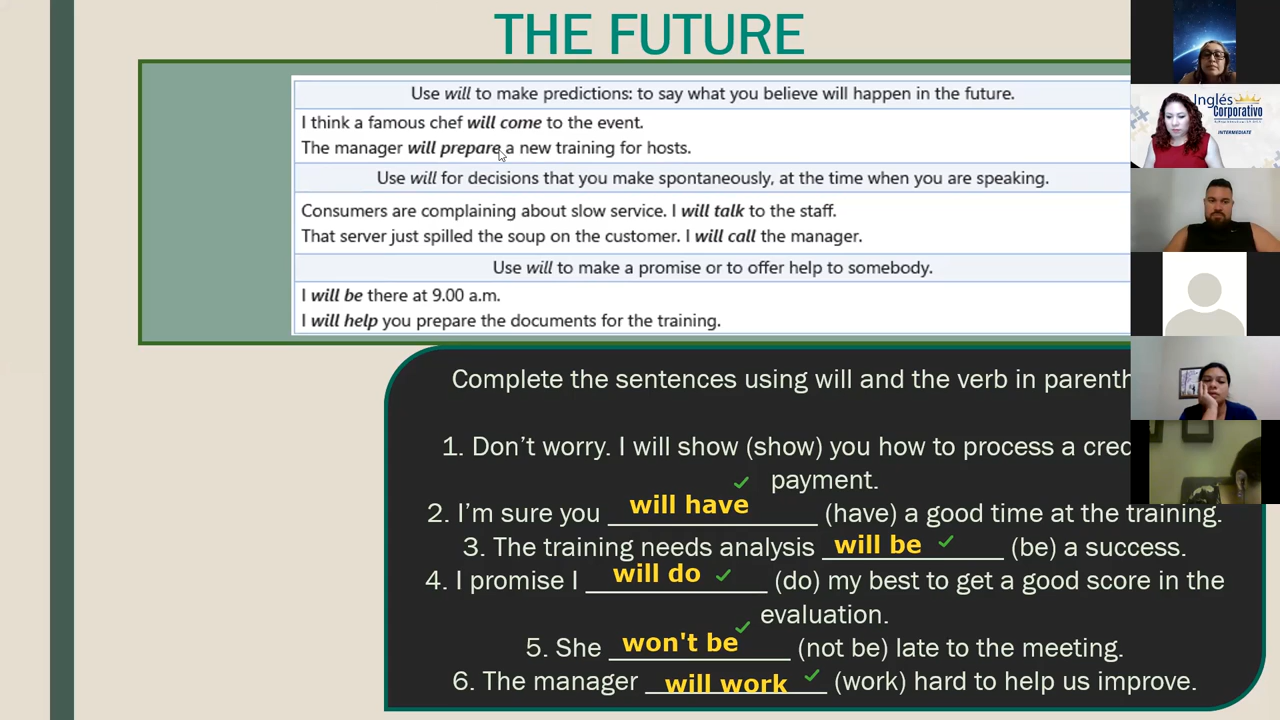 THE FUTURE
Use will to make predictions: to say what you believe will happen in the future.
I think a famous chef will come to the event.
The manager will prepare a new training for hosts.
Use will for decisions that you make spontaneously, at the time when you are speaking.
Consumers are complaining about slow service. I will talk to the staff.
That server just spilled the soup on the customer. I will call the manager.
Use will to make a promise or to offer help to somebody.
I will be there at 9.00 a.m.
I will help you prepare the documents for the training.
Inglés
Corporativo
INTERMEDIATE
Complete the sentences using will and the verb in parenth
1. Don’t worry. I will show (show) you how to process a cred
payment.
2. I’m sure you will have (have) a good time at the training.
3. The training needs analysis will be (be) a success.
4. I promise I will do (do) my best to get a good score in the
evaluation.
5. She won't be (not be) late to the meeting.
6. The manager will work (work) hard to help us improve.